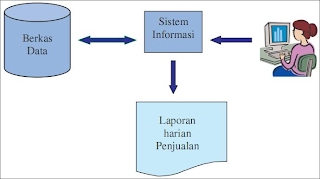 Berkas
Data
Sistem
Informasi
Laporan
harian
Penjualan